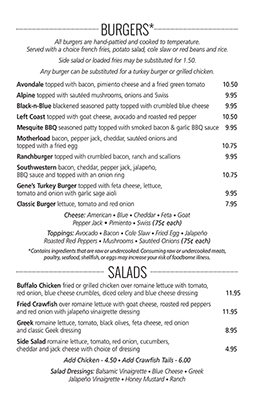 BURGERS*
All burgers are hand-pattied and cooked to temperature.
Served with a choice french fries, potato salad, cole slaw or red beans and rice.
Side salad or loaded fries may be substituted for 1.50.
Any burger can be substituted for a turkey burger or grilled chicken.
Avondale topped with bacon, pimiento cheese and a fried green tomato 10.50
Alpine topped with sautéed mushrooms, onions and Swiss 9.95
Black-n-Blue blackened seasoned patty topped with crumbled blue cheese 9.95
Left Coast topped with goat cheese, avocado and roasted red pepper 10.50
Mesquite BBQ seasoned patty topped with smoked bacon & garlic BBQ sauce 9.95
Motherload bacon, pepper jack, cheddar, sautéed onions and
topped with a fried egg 10.75
Ranchburger topped with crumbled bacon, ranch and scallions 9.95
Southwestern bacon, cheddar, pepper jack, jalapeño,
BBQ sauce and topped with an onion ring 10.75
Gene's Turkey Burger topped with feta cheese, lettuce,
tomato and onion with garlic sage aioli 9.95
Classic Burger lettuce, tomato and red onion 7.95
Cheese: American • Blue • Cheddar • Feta • Goat
Pepper Jack • Pimiento • Swiss (75¢ each)
Toppings: Avocado • Bacon • Cole Slaw • Fried Egg • Jalapeño
Roasted Red Peppers • Mushrooms • Sautéed Onions (75¢ each)
*Contains ingredients that are raw or undercooked. Consuming raw or undercooked meats,
poultry, seafood, shellfish, or eggs may increase your risk of foodborne illness.
SALADS
Buffalo Chicken fried or grilled chicken over romaine lettuce with tomato,
red onion, blue cheese crumbles, diced celery and blue cheese dressing 11.95
Fried Crawfish over romaine lettuce with goat cheese, roasted red peppers
and red onion with jalapeño vinaigrette dressing 11.95
Greek romaine lettuce, tomato, black olives, feta cheese, red onion
and classic Greek dressing 8.95
Side Salad romaine lettuce, tomato, red onion, cucumbers,
cheddar and jack cheese with choice of dressing 4.95
Add Chicken - 4.50 • Add Crawfish Tails - 6.00
Salad Dressings: Balsamic Vinaigrette • Blue Cheese • Greek
Jalapeño Vinaigrette • Honey Mustard • Ranch